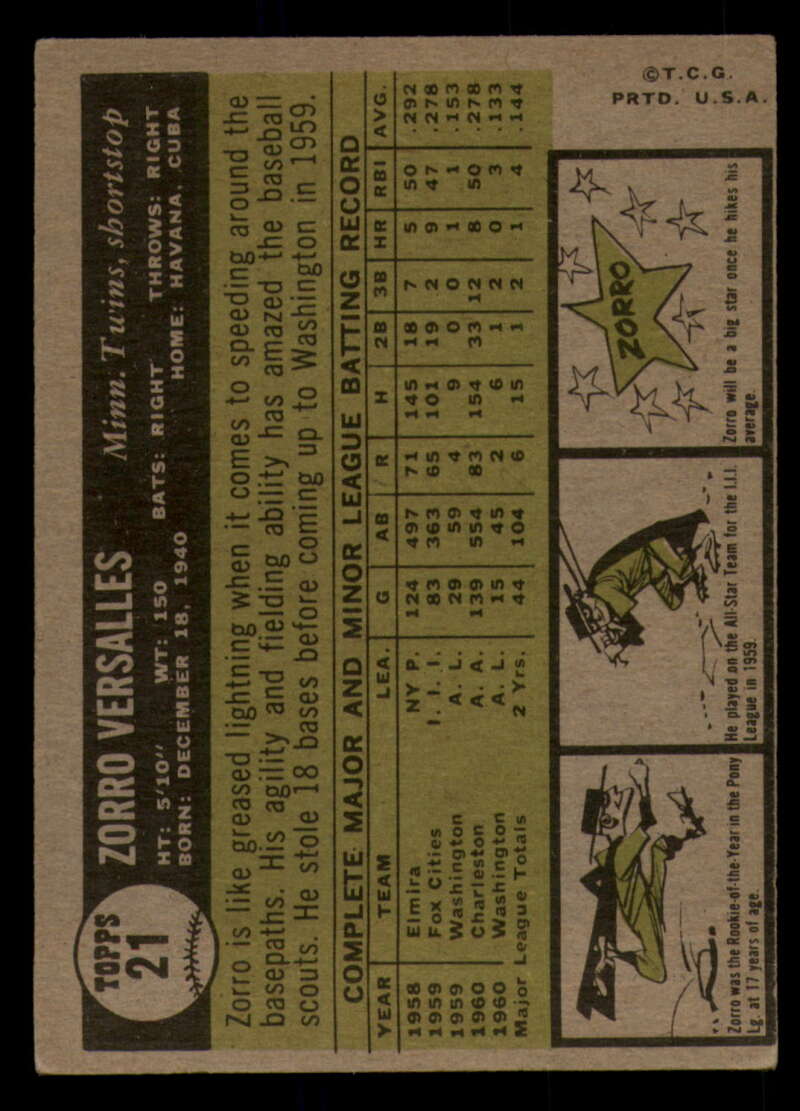 TOPPS
21
ZORRO VERSALLES Minn. Twins, shortstop
HT: 5'10" WT: 150 BATS: RIGHT THROWS: RIGHT
BORN: DECEMBER 18, 1940 HOME: HAVANA, CUBA
Zorro is like greased lightning when it comes to speeding around the
basepaths. His agility and fielding ability has amazed the baseball
scouts. He stole 18 bases before coming up to Washington in 1959.
COMPLETE MAJOR AND MINOR LEAGUE BATTING RECORD
YEAR TEAM LEA. G AB R H 2B 3B HR RBI AVG.
1958 Elmira NY P. 124 497 71 145 18 7 5 50 .292
1959 Fox Cities I. I. I. 83 363 65 101 19 2 9 47 .278
1959 Washington A. L. 29 59 4 9 0 0 1 1 .153
1960 Charleston A. A. 139 554 83 154 33 12 8 50 .278
1960 Washington A. L. 15 45 2 6 1 2 0 3 .133
Major League Totals 2 Yrs. 44 104 6 15 1 2 1 4 .144
Zorro was the Rookie-of-the-Year in the Pony
Lg. at 17 years of age.
He played on the All-Star Team for the I.I.I.
League in 1959.
ZORRO
Zorro will be a big star once he hikes his
average.
©T.C.G.
PRTD. U.S.A.